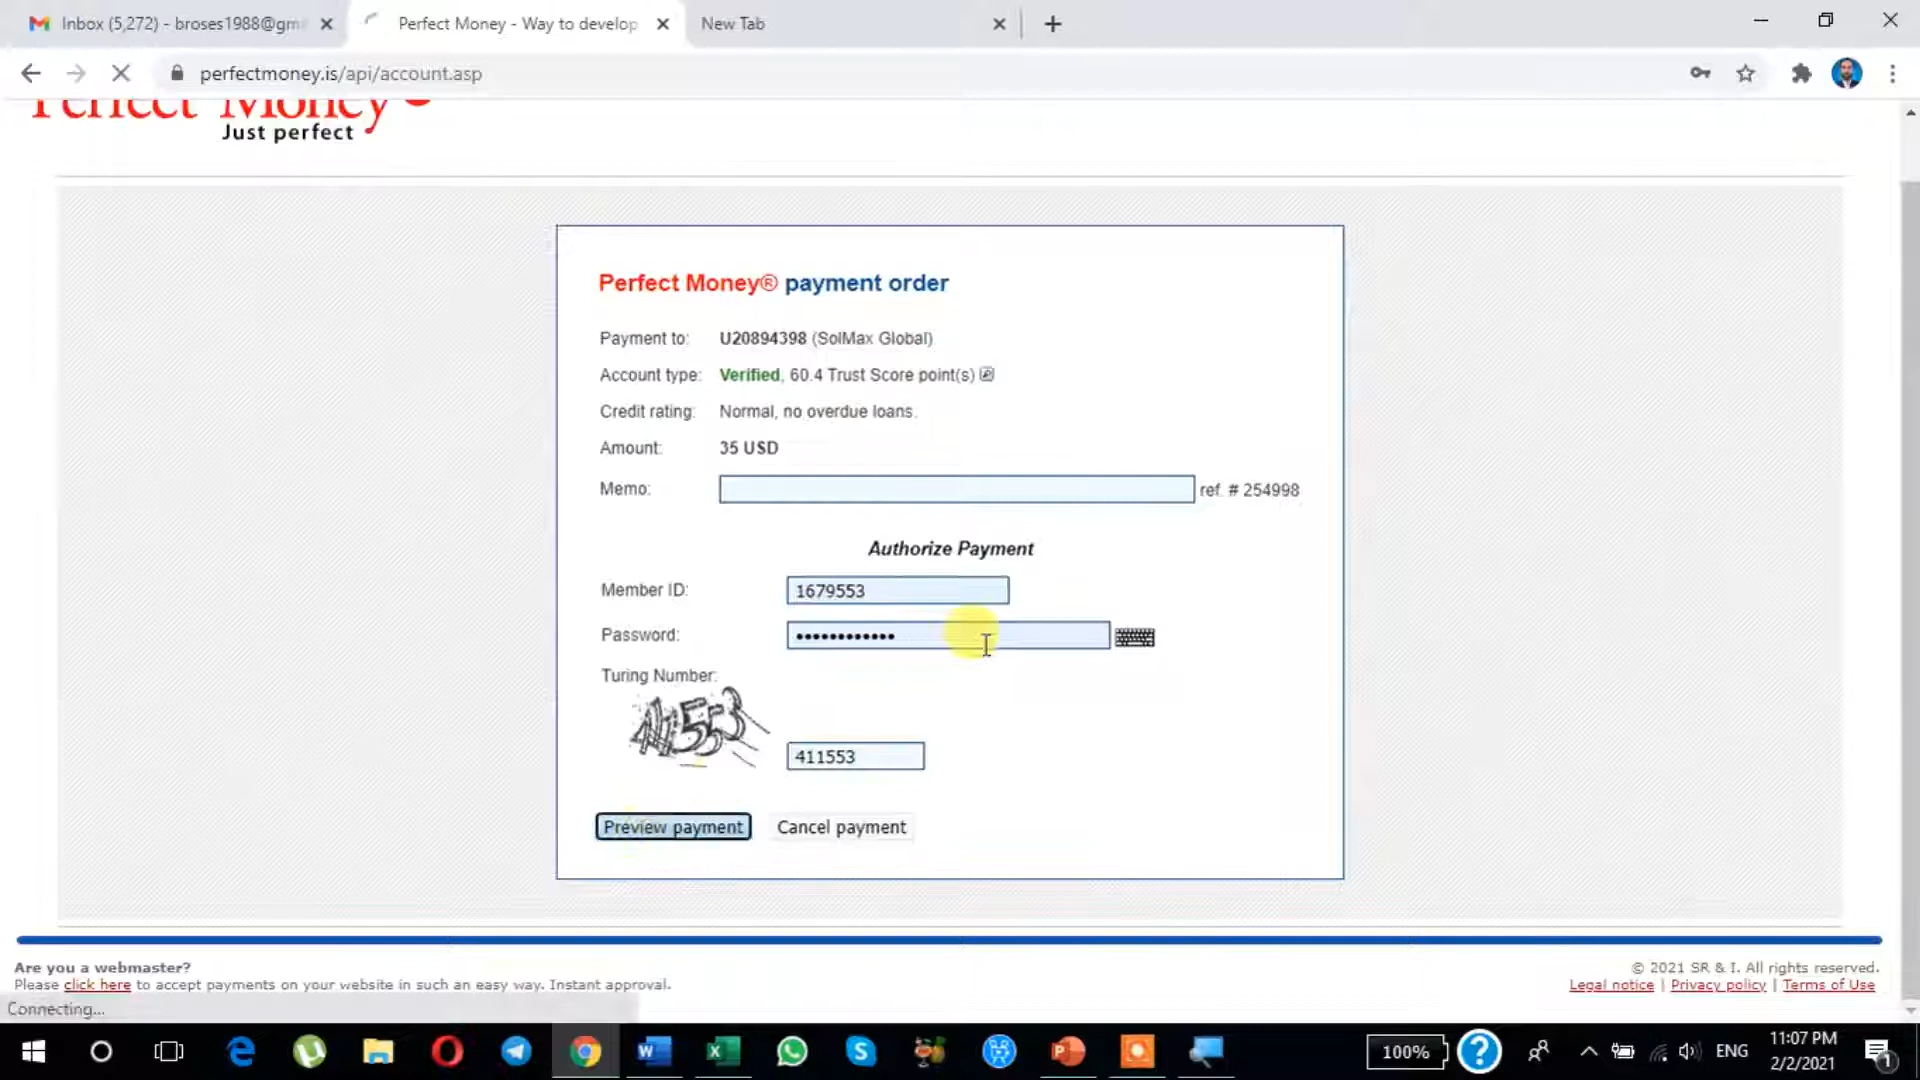 Inbox (5,272) - broses1988@gm
Perfect Money - Way to develop
New Tab
perfectmoney.is/api/account.asp
Perfect Money
Just perfect
Perfect Money® payment order
Payment to: U20894398 (SolMax Global)
Account type: Verified, 60.4 Trust Score point(s)
Credit rating: Normal, no overdue loans.
Amount: 35 USD
Memo: ref. # 254998
Authorize Payment
Member ID: 1679553
Password: ••••••••••••
Turing Number:
411553
411553
Preview payment Cancel payment
Are you a webmaster?
Please click here to accept payments on your website in such an easy way. Instant approval.
© 2021 SR & I. All rights reserved.
Legal notice | Privacy policy | Terms of Use
Connecting...
100%
ENG
11:07 PM
2/2/2021
1